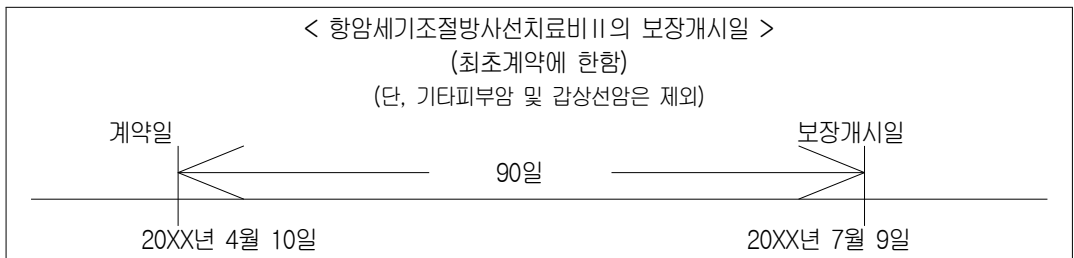 < 항암세기조절방사선치료비Ⅱ의 보장개시일 >
(최초계약에 한함)
(단, 기타피부암 및 갑상선암은 제외)
계약일 보장개시일
90일
20XX년 4월 10일 20XX년 7월 9일